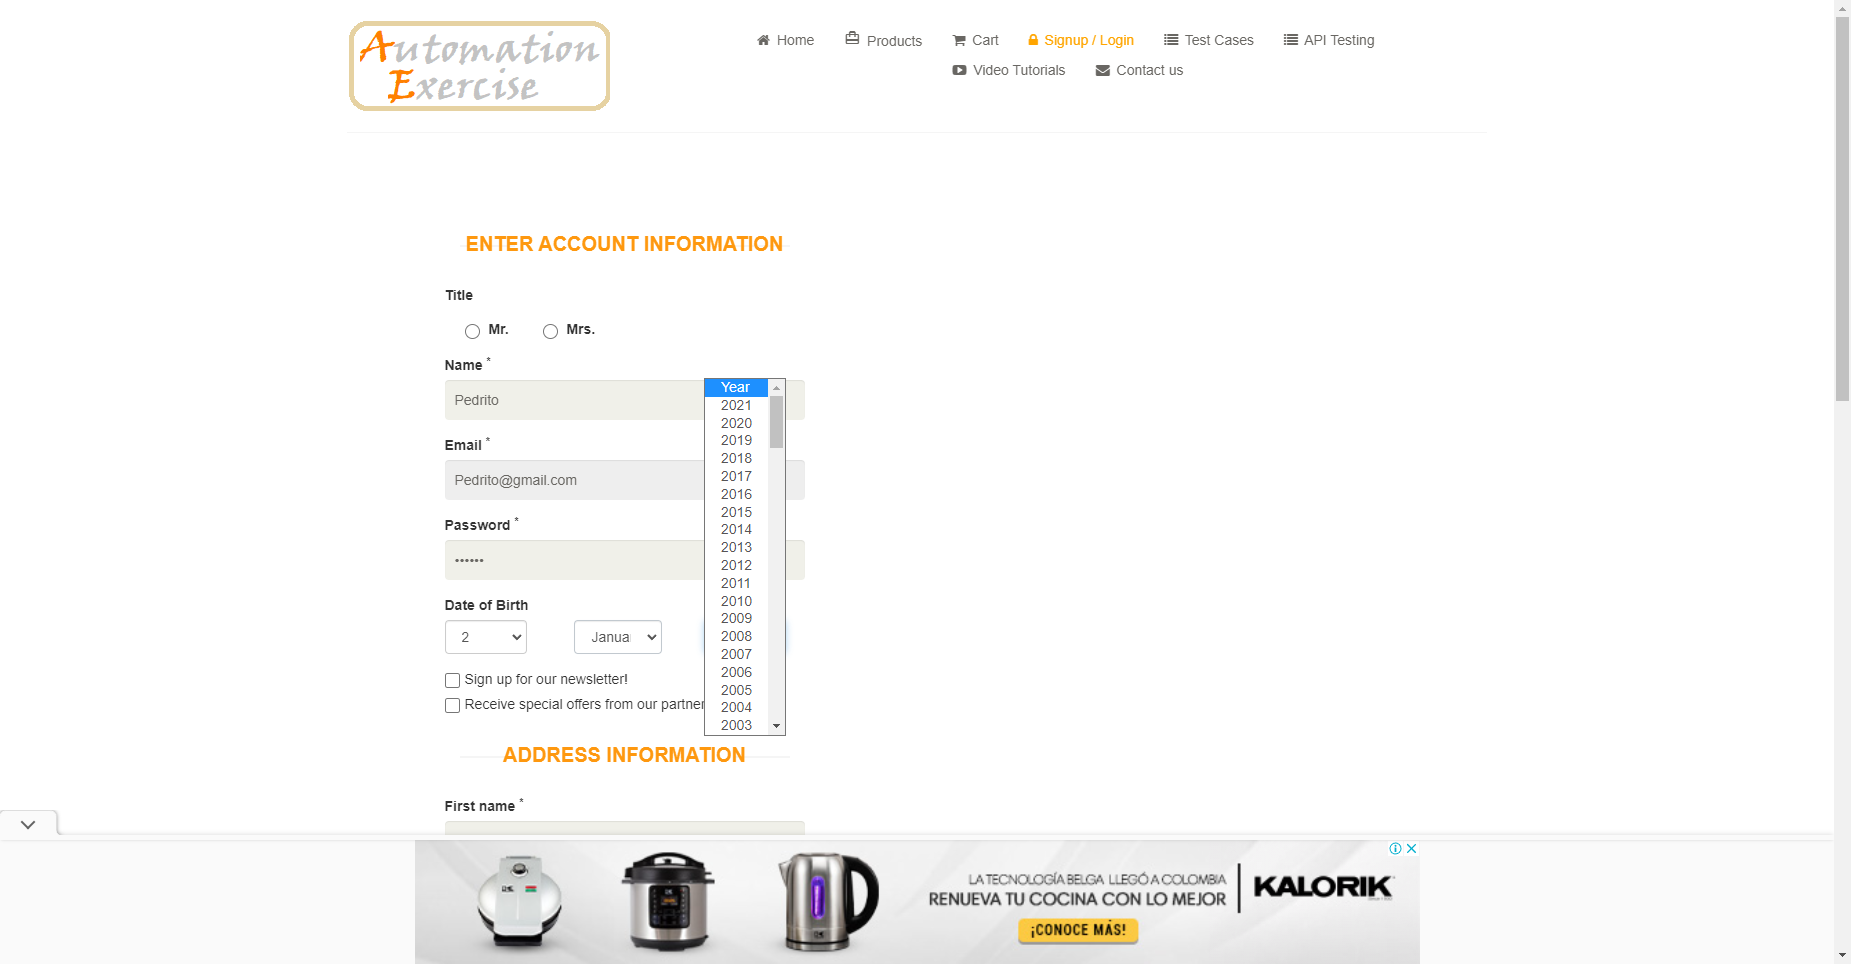 Automation
Exercise
Home
Products
Cart
Signup / Login
Test Cases
API Testing
Video Tutorials
Contact us
ENTER ACCOUNT INFORMATION
Title
Mr.
Mrs.
Name *
Pedrito
Email *
Pedrito@gmail.com
Password *
••••••
Date of Birth
2
Janua
Year
2021
2020
2019
2018
2017
2016
2015
2014
2013
2012
2011
2010
2009
2008
2007
2006
2005
2004
2003
Sign up for our newsletter!
Receive special offers from our partner
ADDRESS INFORMATION
First name *
LA TECNOLOGÍA BELGA LLEGÓ A COLOMBIA
RENUEVA TU COCINA CON LO MEJOR
¡CONOCE MÁS!
KALORIK